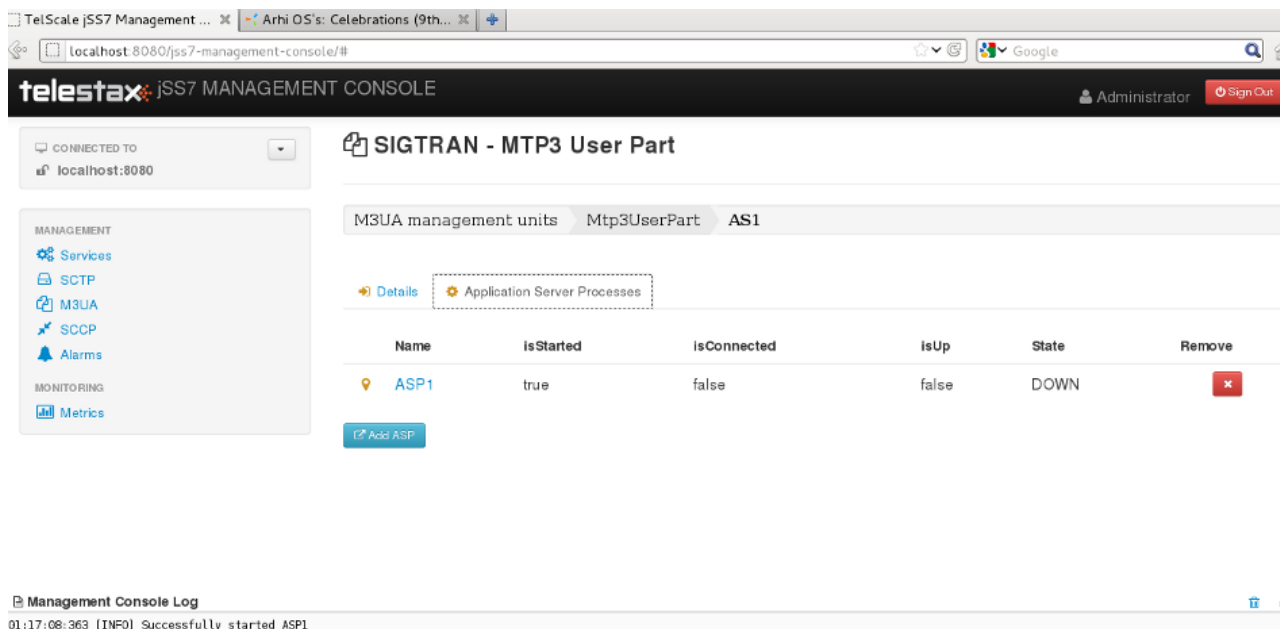 TelScale jSS7 Management ...
Arhi OS's: Celebrations (9th...
localhost:8080/jss7-management-console/#
Google
telestax jSS7 MANAGEMENT CONSOLE
Administrator
Sign Out
CONNECTED TO
localhost:8080
SIGTRAN - MTP3 User Part
M3UA management units Mtp3UserPart AS1
MANAGEMENT
Services
SCTP
M3UA
SCCP
Alarms
MONITORING
Metrics
Details Application Server Processes
Name isStarted isConnected isUp State Remove
ASP1 true false false DOWN
Add ASP
Management Console Log
01:17:08:363 [INFO] Successfully started ASP1